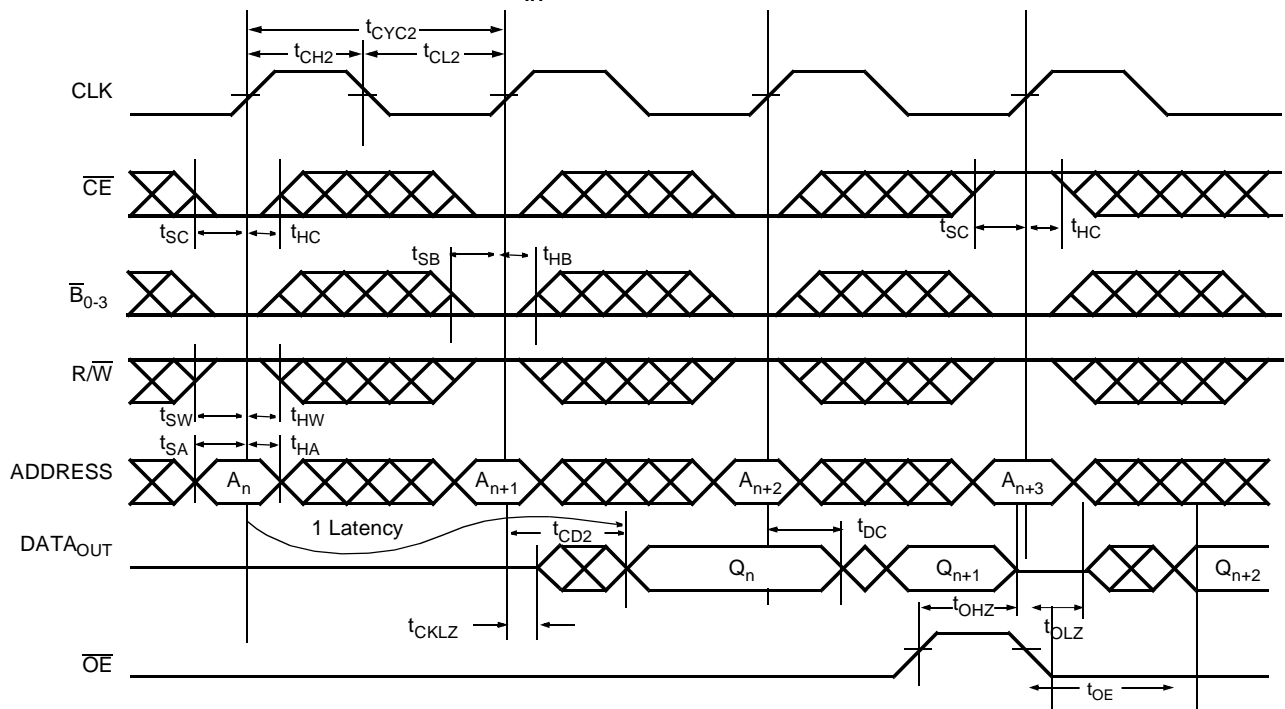 tCYC2
tCH2
tCL2
CLK
CE
tSC
tHC
tSC
tHC
tSB
tHB
B0-3
R/W
tSW
tHW
tSA
tHA
ADDRESS
An
An+1
An+2
An+3
1 Latency
tCD2
tDC
DATAOUT
Qn
Qn+1
Qn+2
tOHZ
tCKLZ
tOLZ
OE
tOE